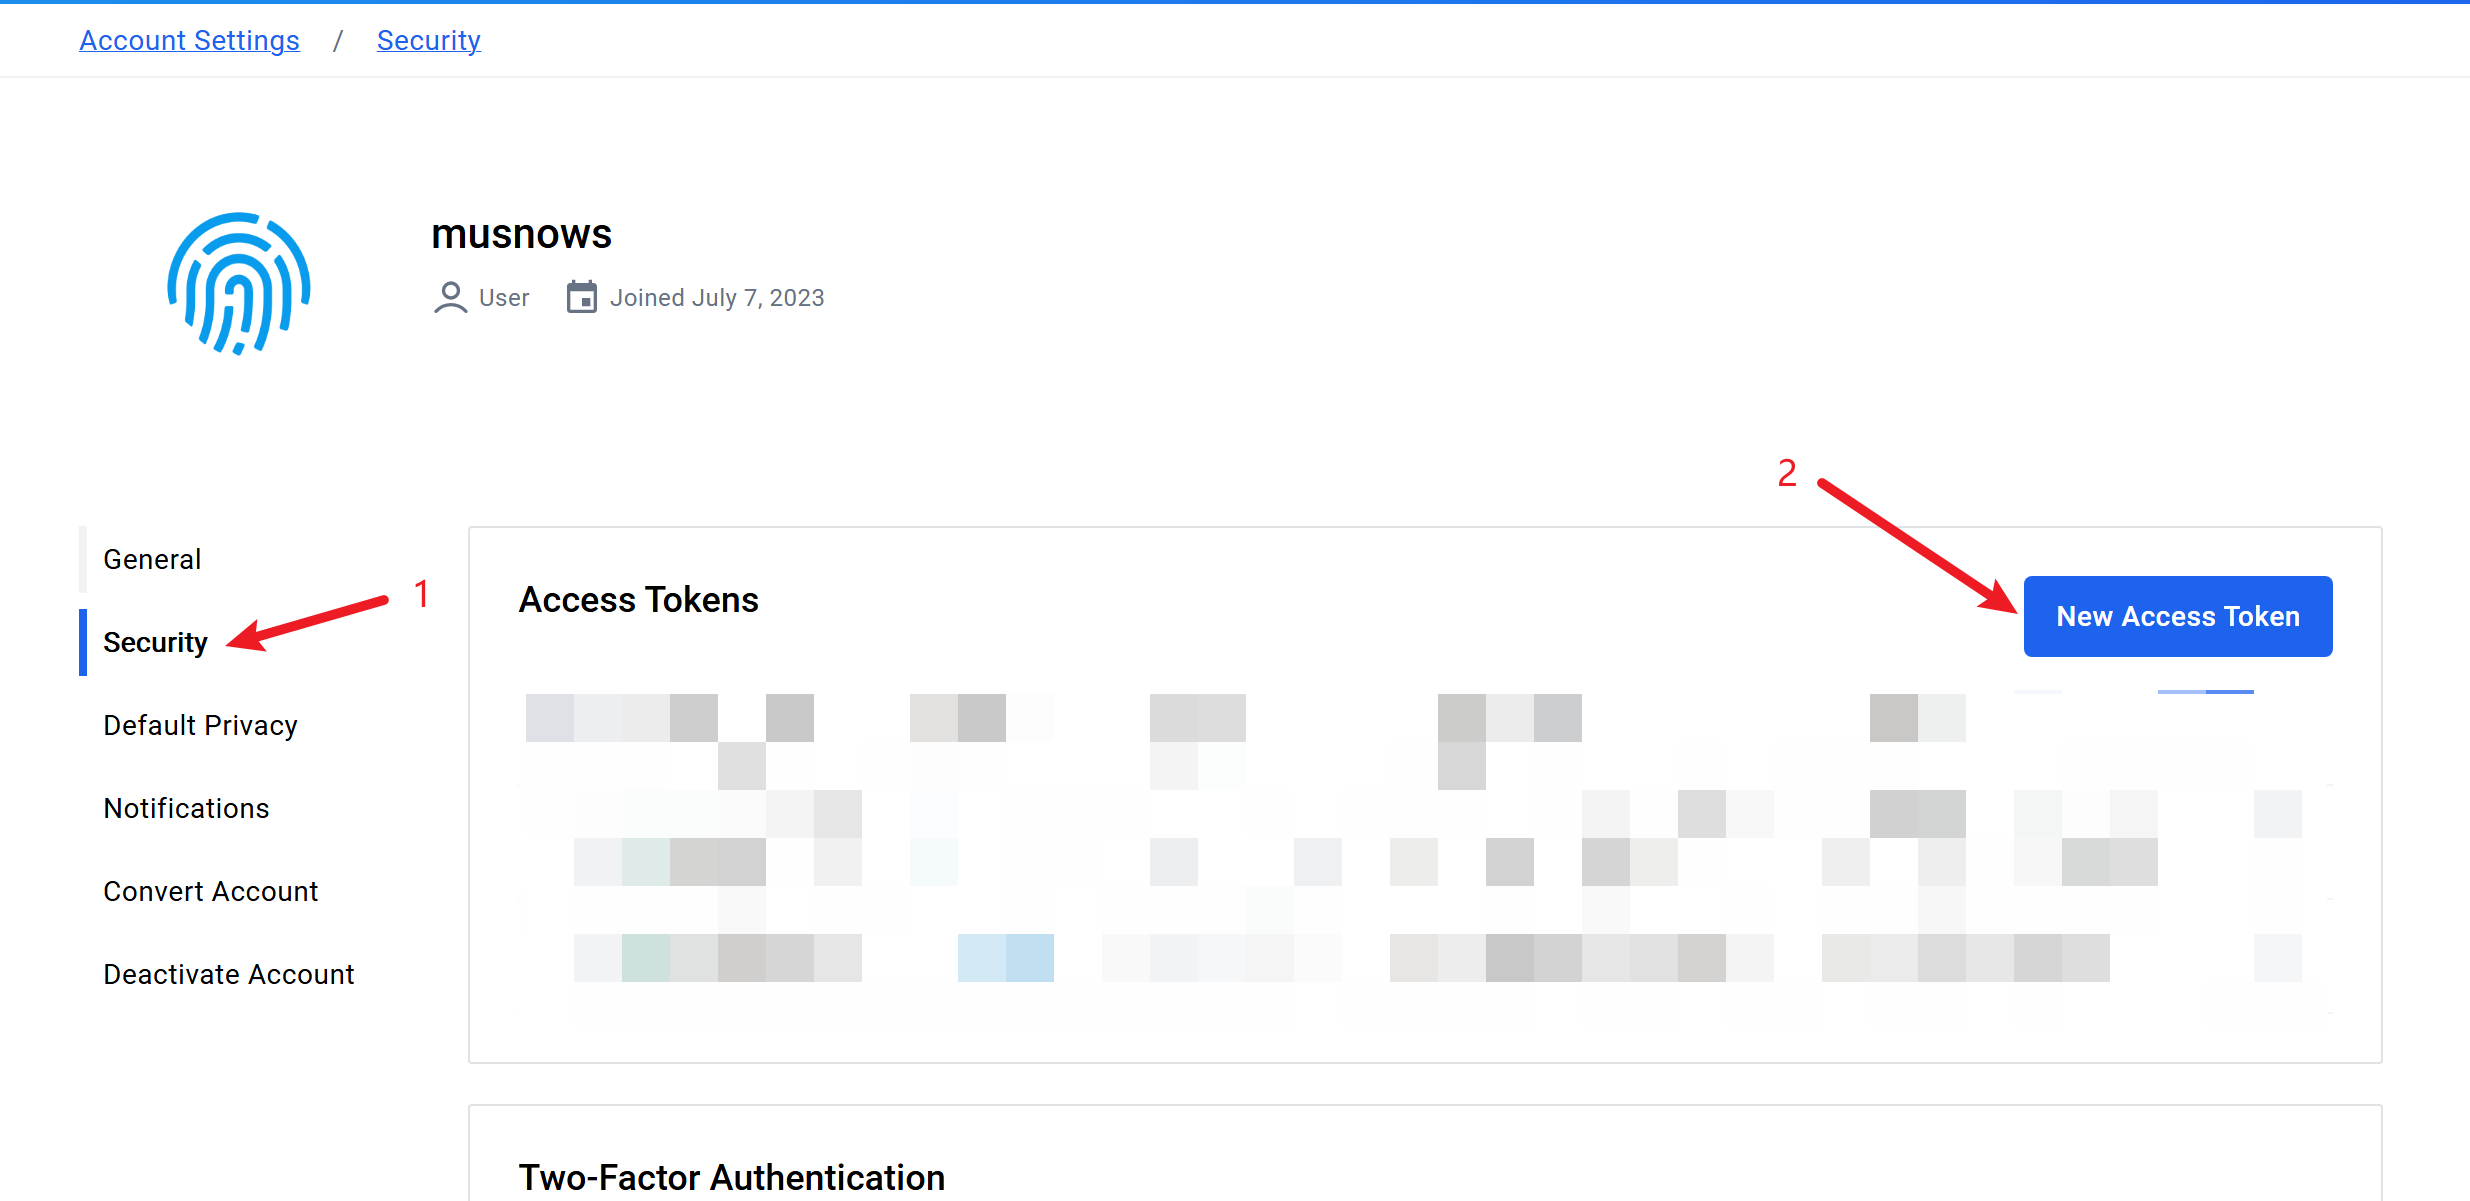 Account Settings / Security
musnows
User Joined July 7, 2023
2
General
1
Security
Default Privacy
Notifications
Convert Account
Deactivate Account
Access Tokens
New Access Token
Two-Factor Authentication